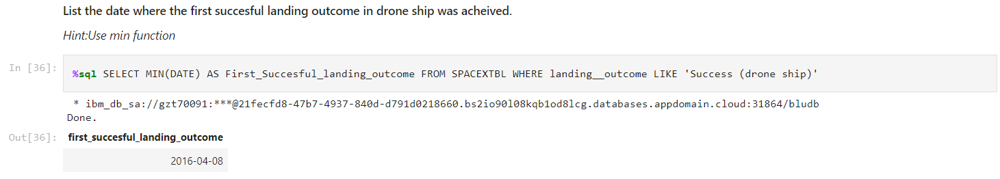 List the date where the first succesful landing outcome in drone ship was acheived.
Hint:Use min function
In [36]: %sql SELECT MIN(DATE) AS First_Succesful_landing_outcome FROM SPACEXTBL WHERE landing__outcome LIKE 'Success (drone ship)'
* ibm_db_sa://gzt70091:***@21fecfd8-47b7-4937-840d-d791d0218660.bs2io90l08kqb1od8lcg.databases.appdomain.cloud:31864/bludb
Done.
Out[36]: first_succesful_landing_outcome
2016-04-08